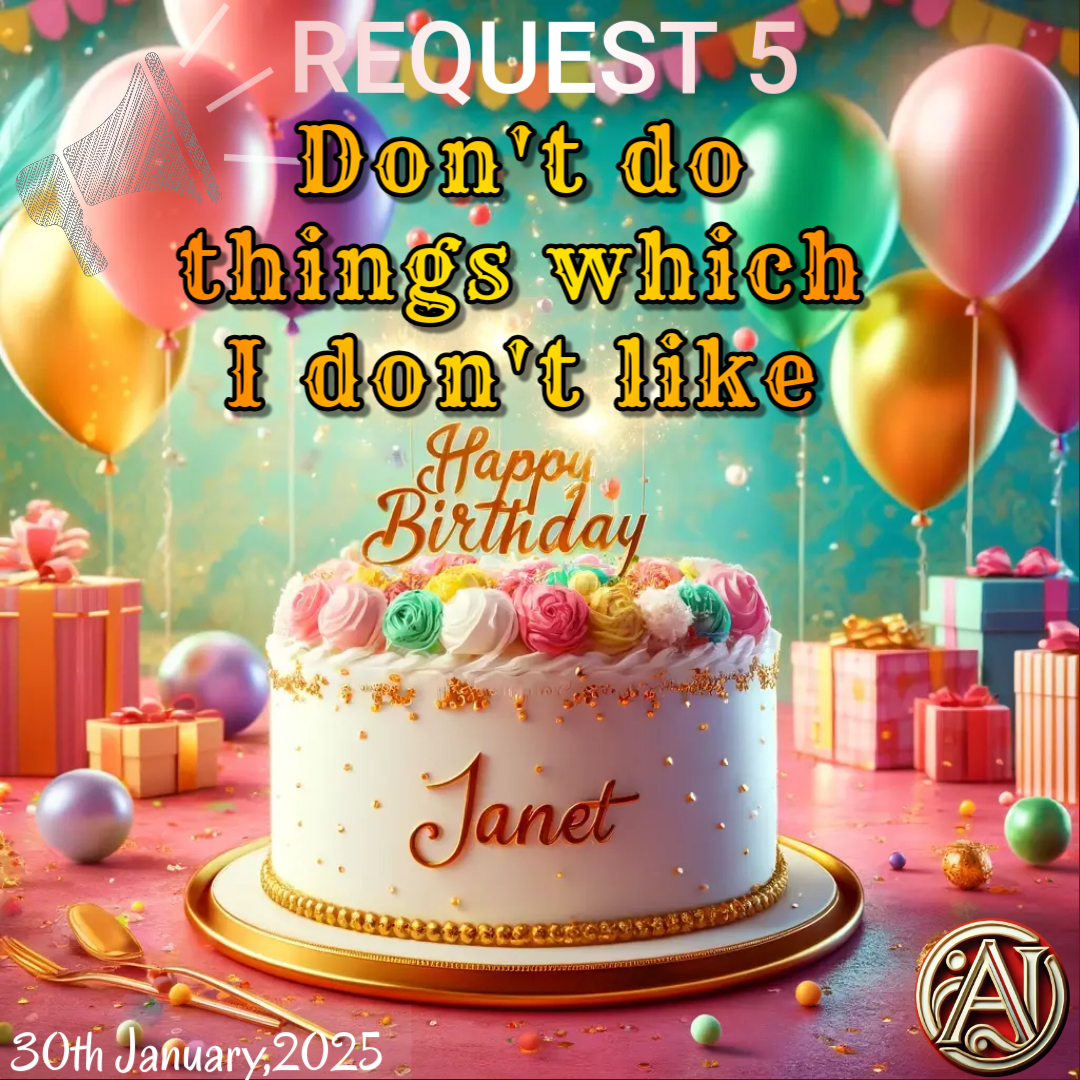 REQUEST 5
Don't do
things which
I don't like
Happy
Birthday
Janet
30th January,2025